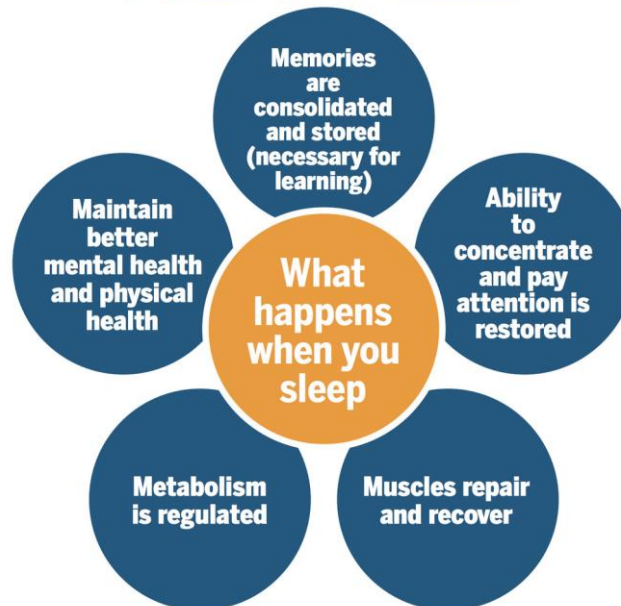 Memories
are
consolidated
and stored
(necessary for
learning)
Ability
to
concentrate
and pay
attention is
restored
Muscles repair
and recover
Metabolism
is regulated
Maintain
better
mental health
and physical
health
What
happens
when you
sleep